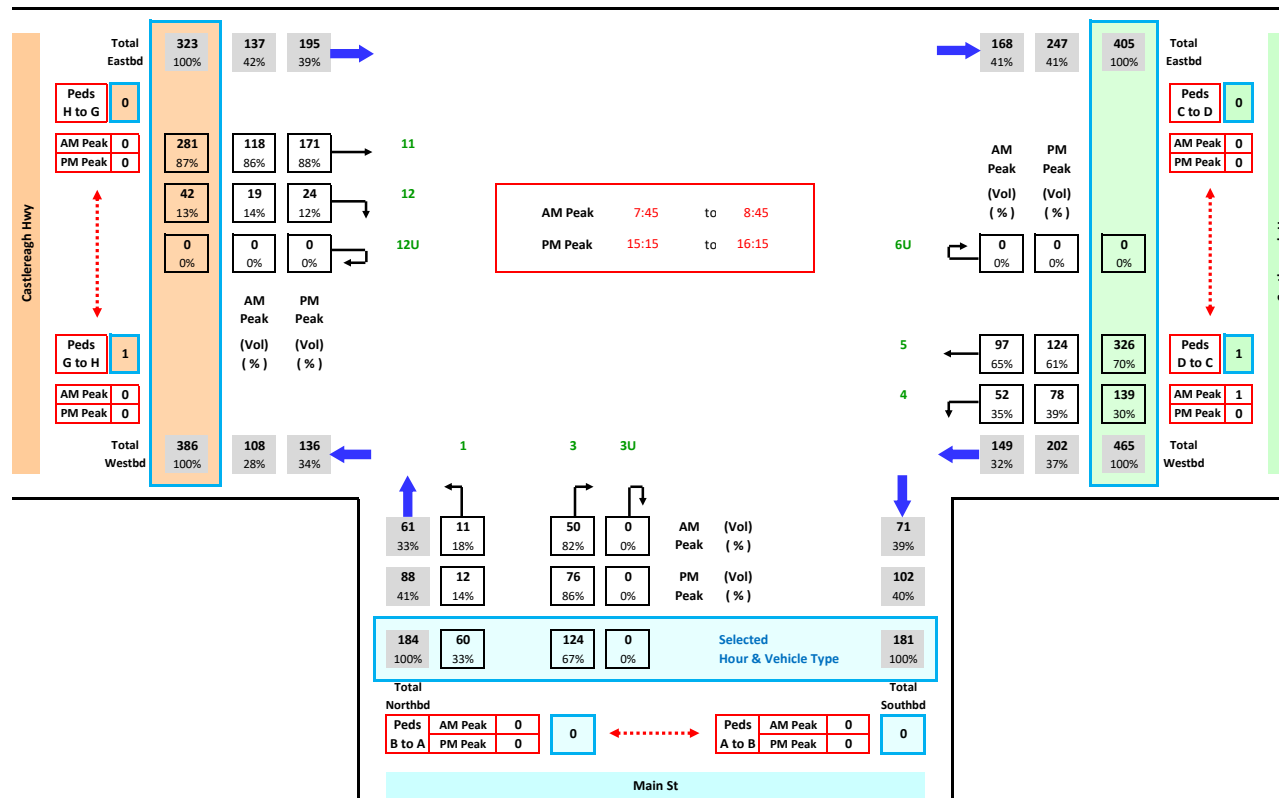 Total 323 137 195
Eastbd 100% 42% 39%
Peds
H to G 0
AM Peak 0
PM Peak 0
281 118 171 11
87% 86% 88%
42 19 24 12
13% 14% 12%
0 0 0 12U
0% 0% 0%
AM PM
Peak Peak
(Vol) (Vol)
( % ) ( % )
Castlereagh Hwy
Peds
G to H 1
AM Peak 0
PM Peak 0
Total 386 108 136
Westbd 100% 28% 34%
AM Peak 7:45 to 8:45
PM Peak 15:15 to 16:15
168 247 405 Total
41% 41% 100% Eastbd
Peds
C to D 0
AM Peak 0
PM Peak 0
AM PM
Peak Peak
(Vol) (Vol)
( % ) ( % )
6U 0 0 0
0% 0% 0%
5 97 124 326
65% 61% 70%
Peds
D to C 1
4 52 78 139
35% 39% 30%
AM Peak 1
PM Peak 0
149 202 465 Total
32% 37% 100% Westbd
1 3 3U
61 11 50 0 AM (Vol) 71
33% 18% 82% 0% Peak ( % ) 39%
88 12 76 0 PM (Vol) 102
41% 14% 86% 0% Peak ( % ) 40%
184 60 124 0 Selected 181
100% 33% 67% 0% Hour & Vehicle Type 100%
Total Total
Northbd Southbd
Peds AM Peak 0 0 Peds AM Peak 0 0
B to A PM Peak 0 A to B PM Peak 0
Main St